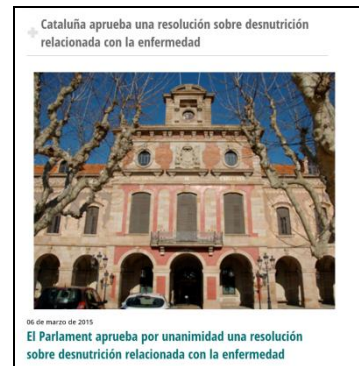 Cataluña aprueba una resolución sobre desnutrición
relacionada con la enfermedad
06 de marzo de 2015
El Parlament aprueba por unanimidad una resolución
sobre desnutrición relacionada con la enfermedad